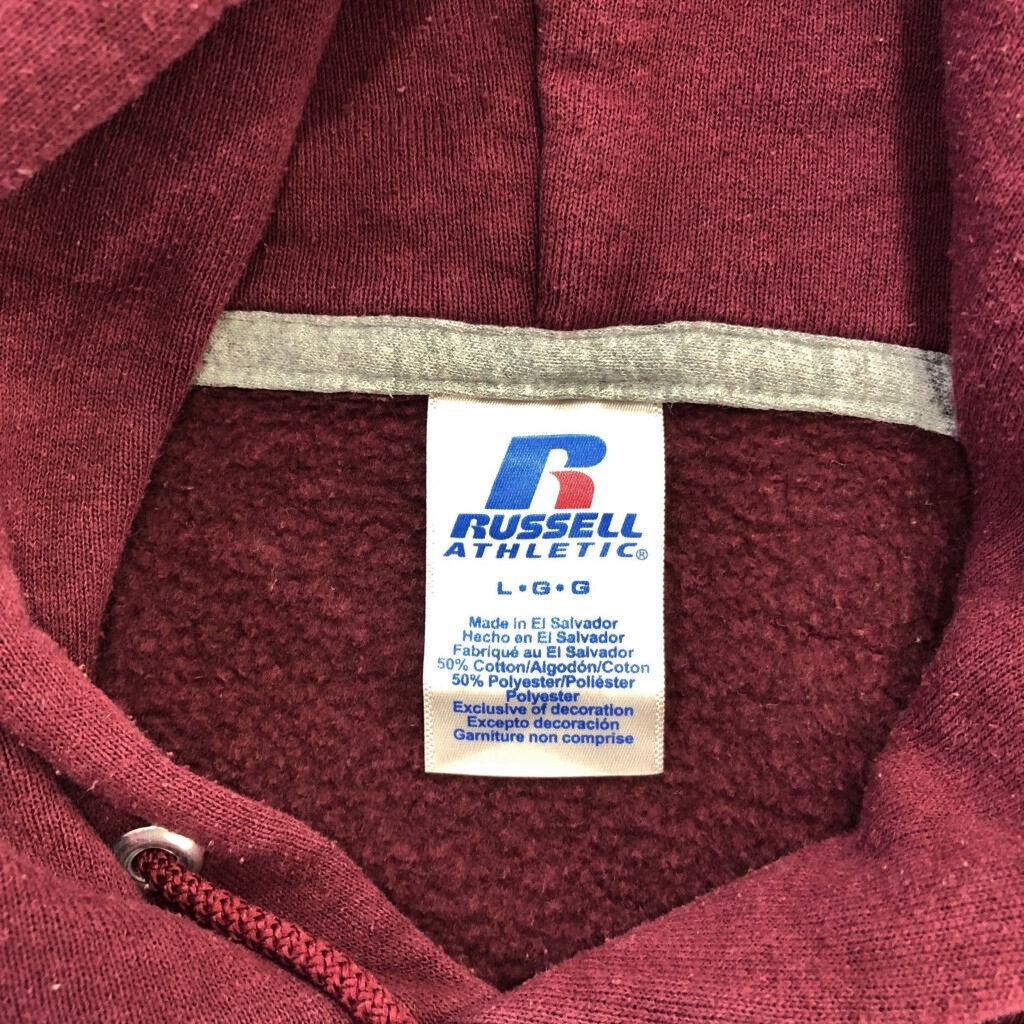 RUSSELL
ATHLETIC®
L•G•G
Made in El Salvador
Hecho en El Salvador
Fabriqué au El Salvador
50% Cotton/Algodón/Coton
50% Polyester/Poliéster
Polyester
Exclusive of decoration
Excepto decoración
Garniture non comprise